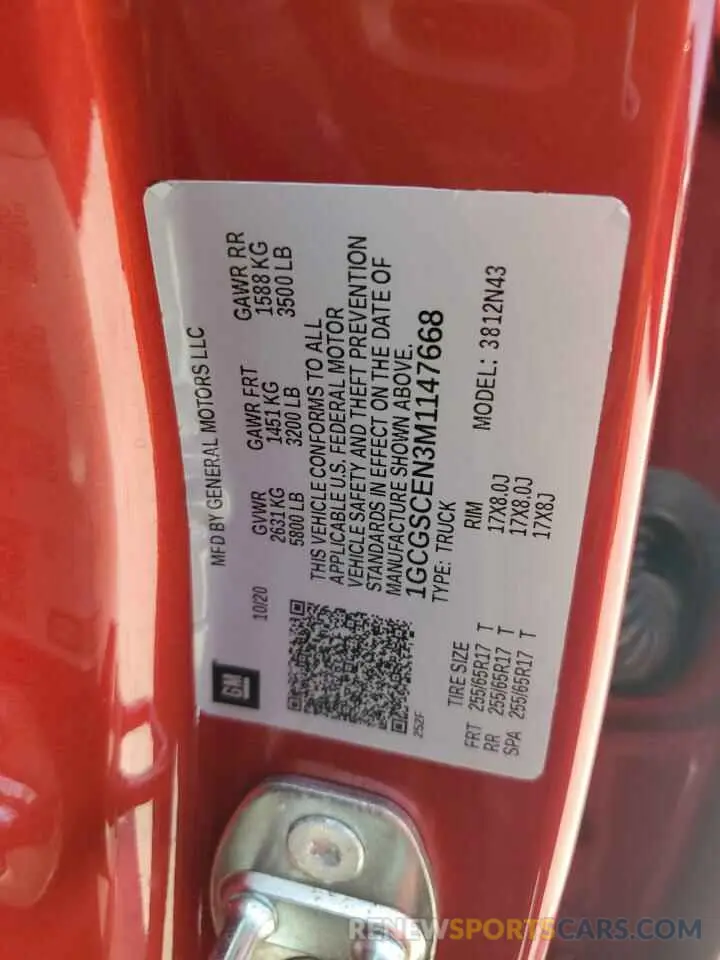 MFD BY GENERAL MOTORS LLC
GM
10/20
GVWR GAWR FRT GAWR RR
2631 KG 1451 KG 1588 KG
5800 LB 3200 LB 3500 LB
THIS VEHICLE CONFORMS TO ALL
APPLICABLE U.S. FEDERAL MOTOR
VEHICLE SAFETY AND THEFT PREVENTION
STANDARDS IN EFFECT ON THE DATE OF
MANUFACTURE SHOWN ABOVE.
1GCGSCEN3M1147668
TYPE: TRUCK
252F
MODEL: 3812N43
TIRE SIZE RIM
FRT 255/65R17 T 17X8.0J
RR 255/65R17 T 17X8.0J
SPA 255/65R17 T 17X8J
RENEWSPORTSCARS.COM